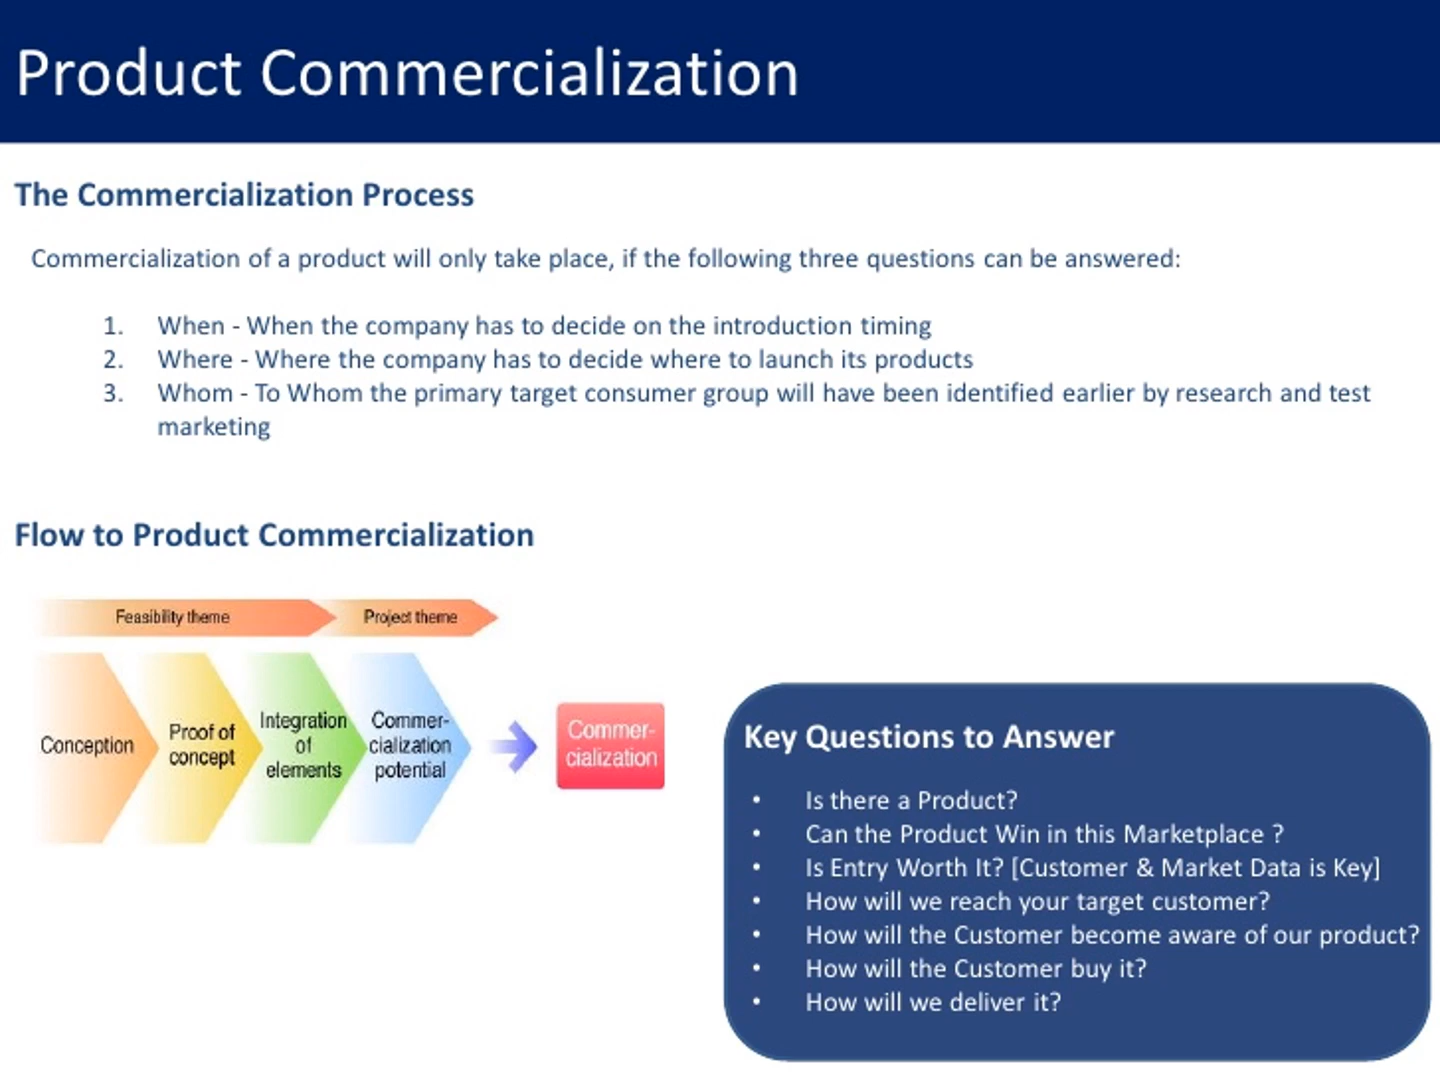 Product Commercialization
The Commercialization Process
Commercialization of a product will only take place, if the following three questions can be answered:
1. When - When the company has to decide on the introduction timing
2. Where - Where the company has to decide where to launch its products
3. Whom - To Whom the primary target consumer group will have been identified earlier by research and test
marketing
Flow to Product Commercialization
Feasibility theme
Project theme
Conception
Proof of
concept
Integration
of
elements
Commer-
cialization
potential
Commer-
cialization
Key Questions to Answer
• Is there a Product?
• Can the Product Win in this Marketplace ?
• Is Entry Worth It? [Customer & Market Data is Key]
• How will we reach your target customer?
• How will the Customer become aware of our product?
• How will the Customer buy it?
• How will we deliver it?